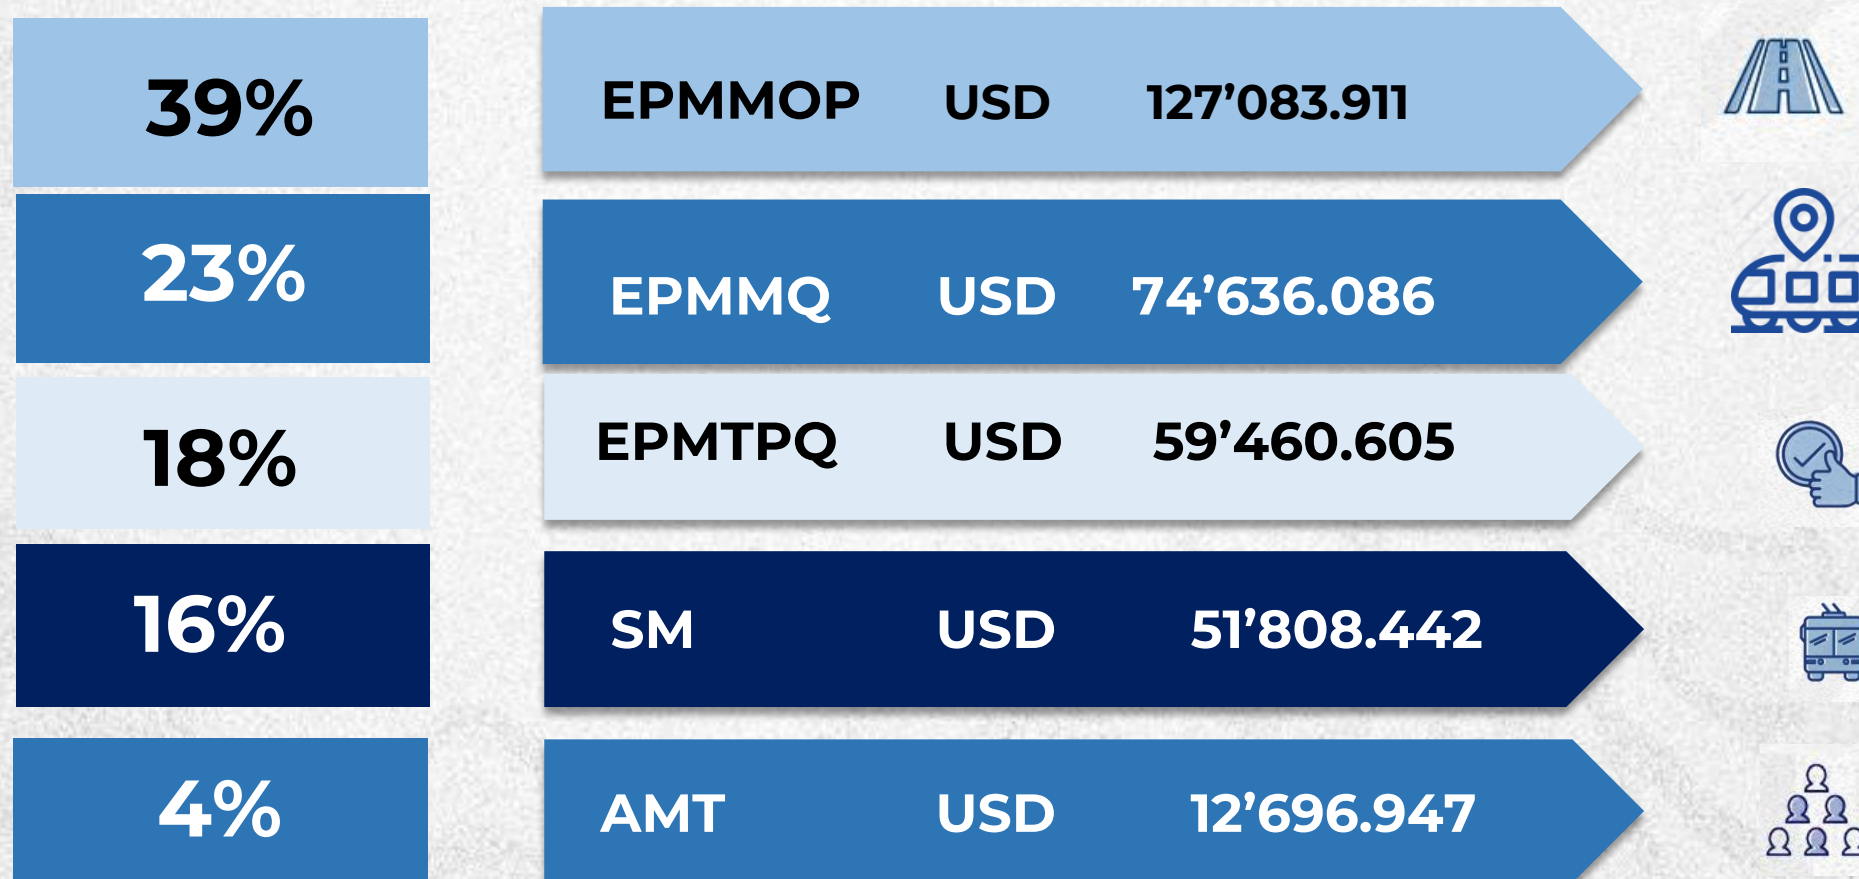 39% EPMMOP USD 127’083.911
23% EPMMQ USD 74’636.086
18% EPMTPQ USD 59’460.605
16% SM USD 51’808.442
4% AMT USD 12’696.947